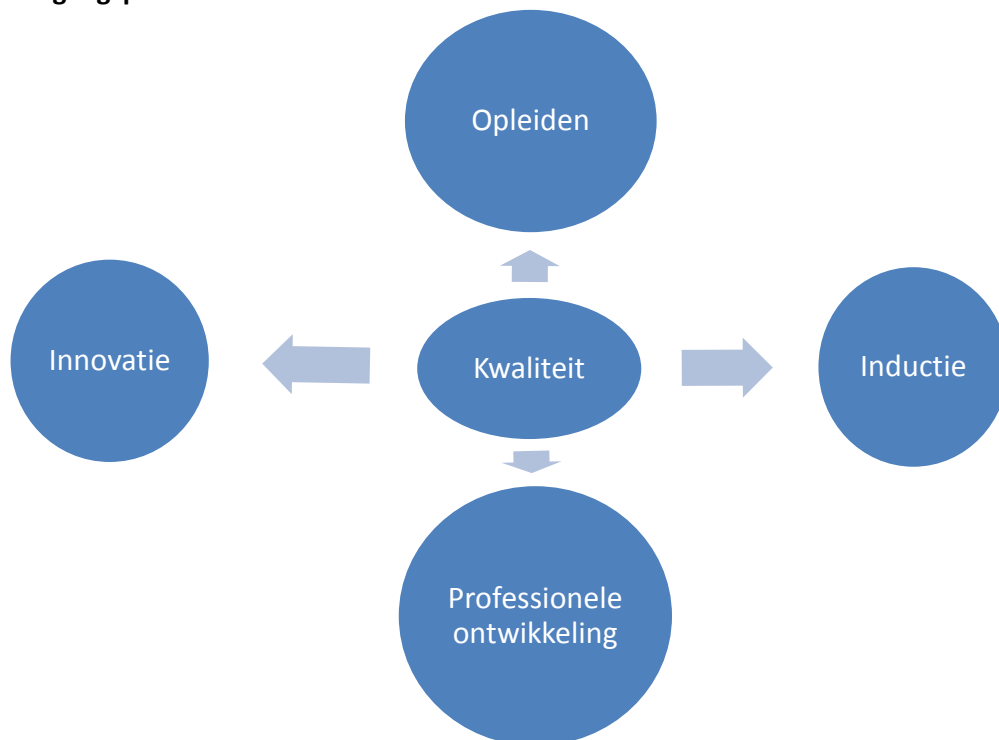 Opleiden
Innovatie
Kwaliteit
Inductie
Professionele
ontwikkeling